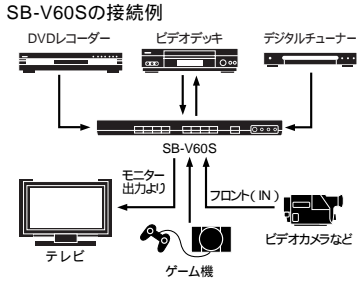 SB-V60Sの接続例
DVDレコーダー
ビデオデッキ
デジタルチューナー
SB-V60S
モニター
出力より
フロント(IN)
テレビ
ゲーム機
ビデオカメラなど